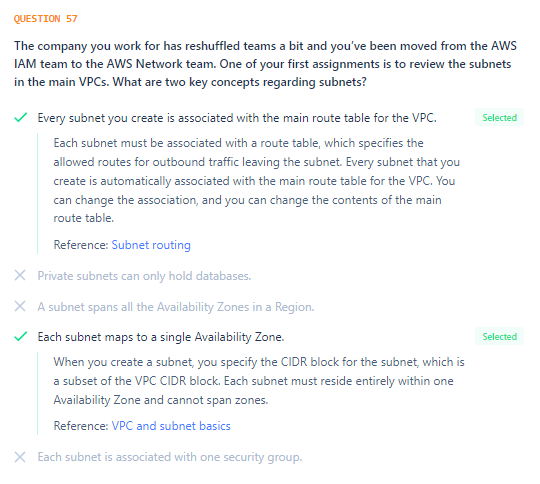 QUESTION 57
The company you work for has reshuffled teams a bit and you've been moved from the AWS
IAM team to the AWS Network team. One of your first assignments is to review the subnets
in the main VPCs. What are two key concepts regarding subnets?
Every subnet you create is associated with the main route table for the VPC.
Selected
Each subnet must be associated with a route table, which specifies the
allowed routes for outbound traffic leaving the subnet. Every subnet that you
create is automatically associated with the main route table for the VPC. You
can change the association, and you can change the contents of the main
route table.
Reference: Subnet routing
Private subnets can only hold databases.
A subnet spans all the Availability Zones in a Region.
Each subnet maps to a single Availability Zone.
Selected
When you create a subnet, you specify the CIDR block for the subnet, which is
a subset of the VPC CIDR block. Each subnet must reside entirely within one
Availability Zone and cannot span zones.
Reference: VPC and subnet basics
Each subnet is associated with one security group.